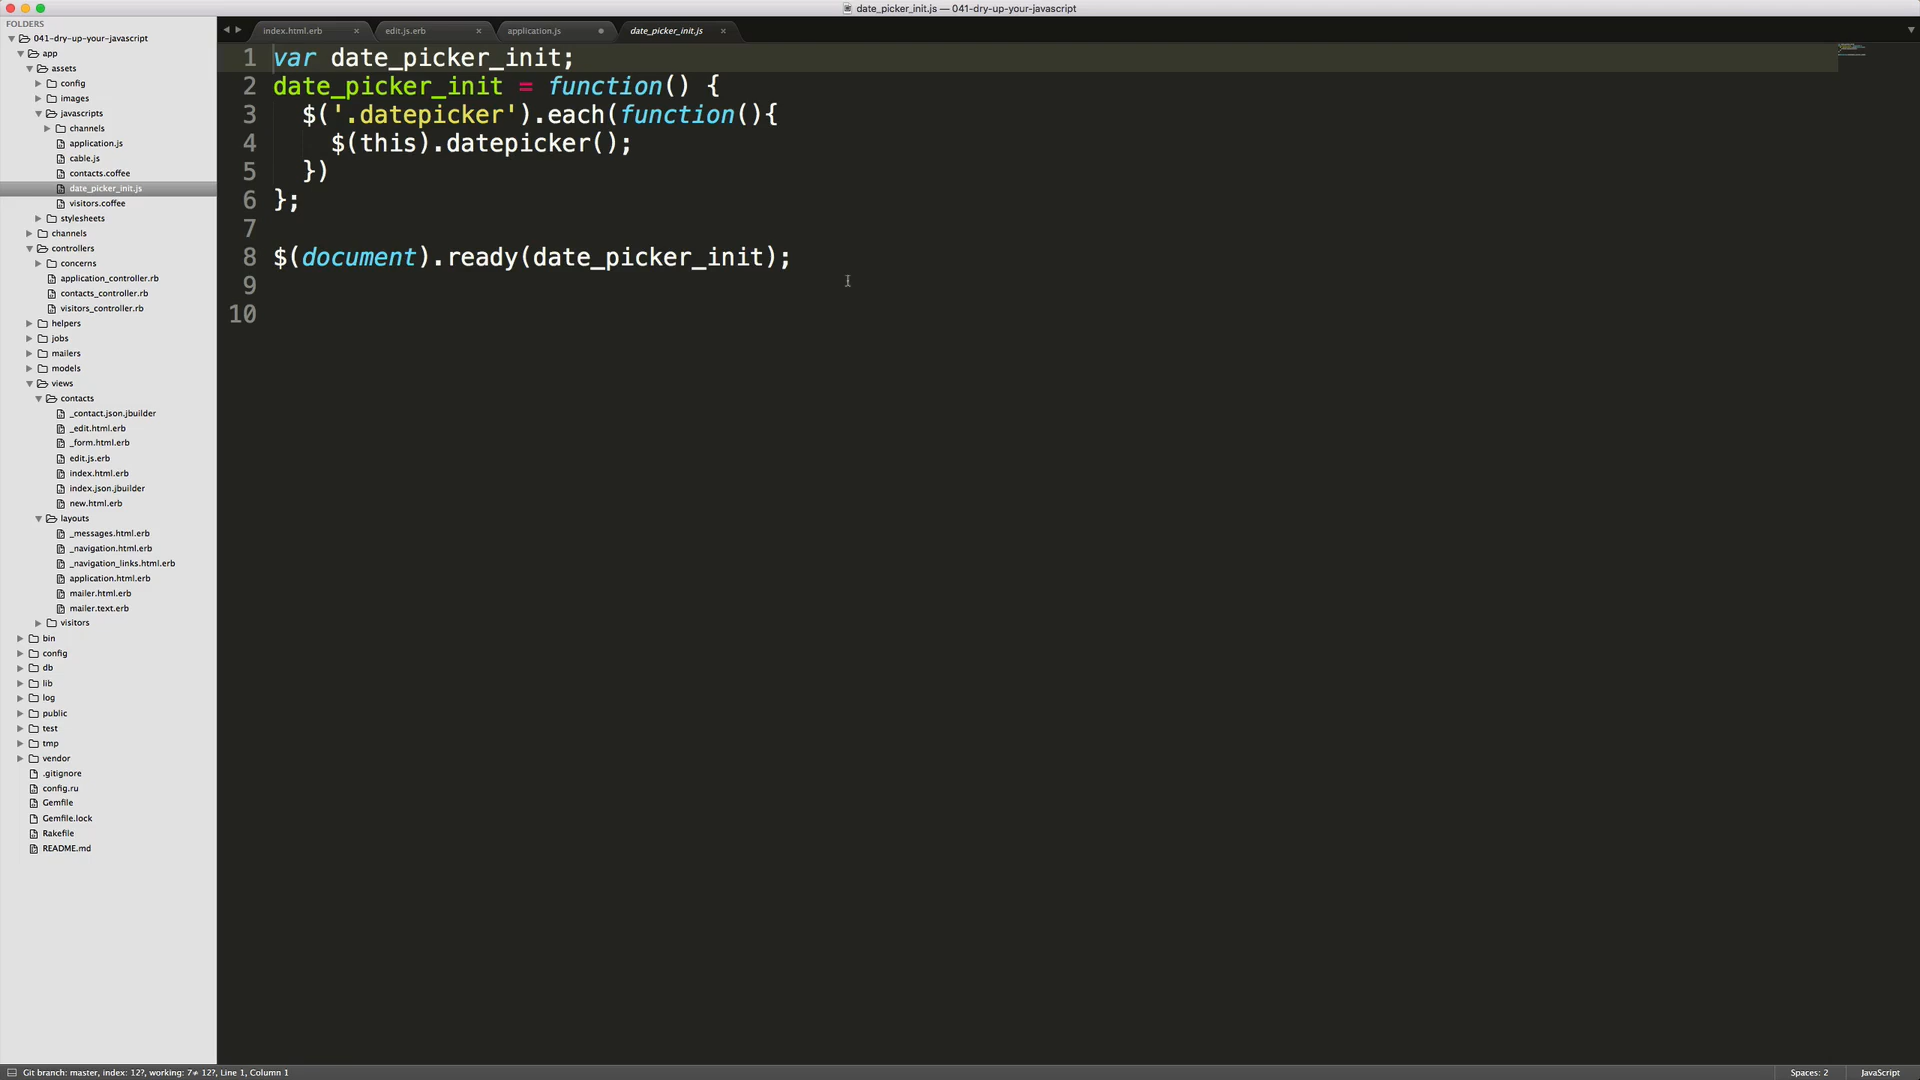 date_picker_init.js — 041-dry-up-your-javascript
FOLDERS
041-dry-up-your-javascript
app
assets
config
images
javascripts
channels
application.js
cable.js
contacts.coffee
date_picker_init.js
visitors.coffee
stylesheets
channels
controllers
concerns
application_controller.rb
contacts_controller.rb
visitors_controller.rb
helpers
jobs
mailers
models
views
contacts
_contact.json.jbuilder
_edit.html.erb
_form.html.erb
edit.js.erb
index.html.erb
index.json.jbuilder
new.html.erb
layouts
_messages.html.erb
_navigation.html.erb
_navigation_links.html.erb
application.html.erb
mailer.html.erb
mailer.text.erb
visitors
bin
config
db
lib
log
public
test
tmp
vendor
.gitignore
config.ru
Gemfile
Gemfile.lock
Rakefile
README.md
index.html.erb edit.js.erb application.js date_picker_init.js
1 var date_picker_init;
2 date_picker_init = function() {
3 $('.datepicker').each(function(){
4 $(this).datepicker();
5 })
6 };
7
8 $(document).ready(date_picker_init);
9
10
Git branch: master, index: 12?, working: 7≠ 12?, Line 1, Column 1 Spaces: 2 JavaScript